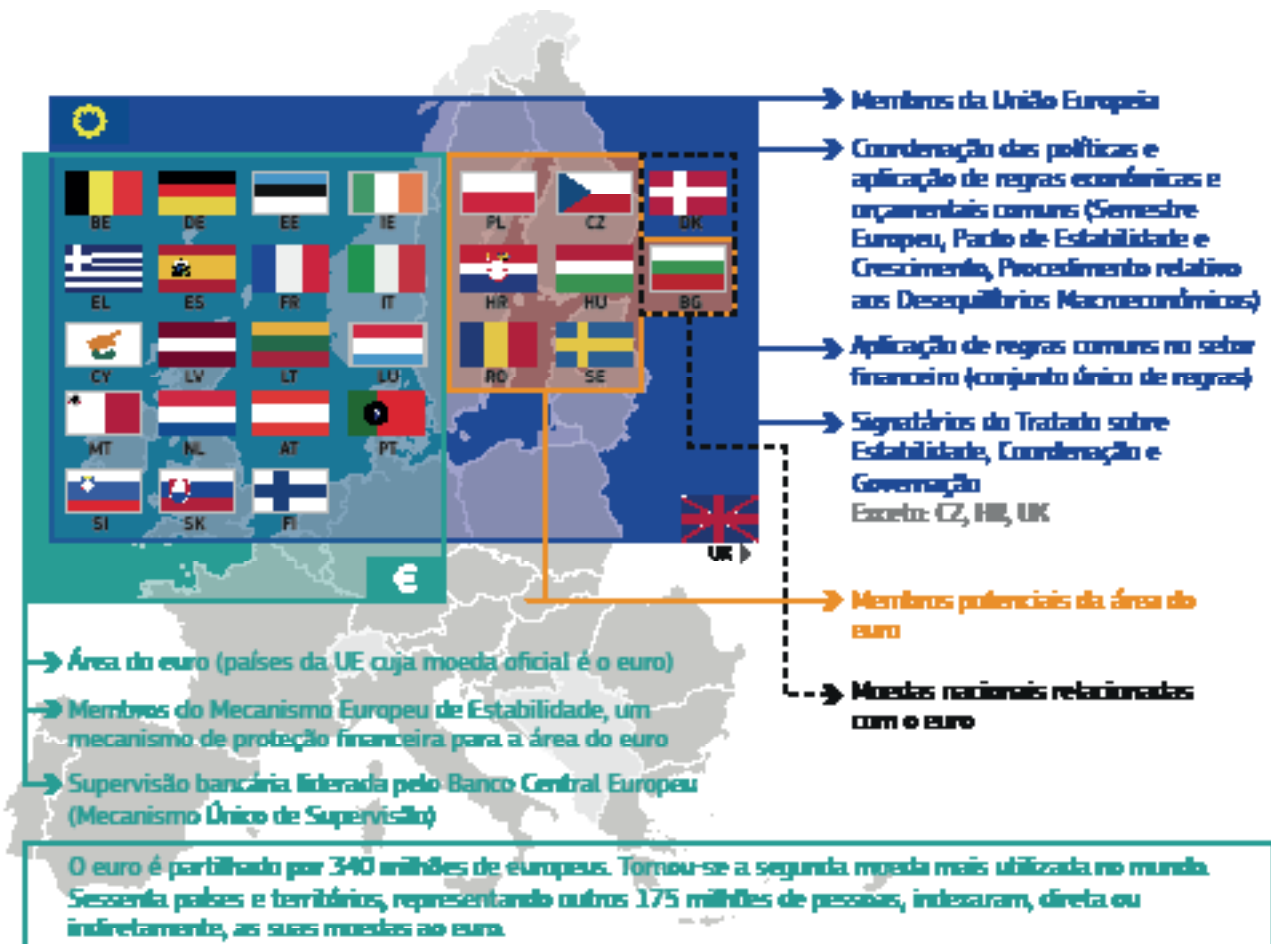 BE DE EE IE PL CZ DK
EL ES FR IT HR HU BG
CY LV LT LU RO SE
MT NL AT PT
SI SK FI
UK
€
Membros da União Europeia
Coordenação das políticas e
aplicação de regras económicas e
orçamentais comuns (Semestre
Europeu, Pacto de Estabilidade e
Crescimento, Procedimento relativo
aos Desequilíbrios Macroeconómicos)
Aplicação de regras comuns no setor
financeiro (conjunto único de regras)
Signatários do Tratado sobre
Estabilidade, Coordenação e
Governação
Exceto: CZ, HR, UK
Membros potenciais da área do
euro
Moedas nacionais relacionadas
com o euro
Área do euro (países da UE cuja moeda oficial é o euro)
Membros do Mecanismo Europeu de Estabilidade, um
mecanismo de proteção financeira para a área do euro
Supervisão bancária liderada pelo Banco Central Europeu
(Mecanismo Único de Supervisão)
O euro é partilhado por 340 milhões de europeus. Tornou-se a segunda moeda mais utilizada no mundo.
Sessenta países e territórios, representando outros 175 milhões de pessoas, indexaram, direta ou
indiretamente, as suas moedas ao euro.